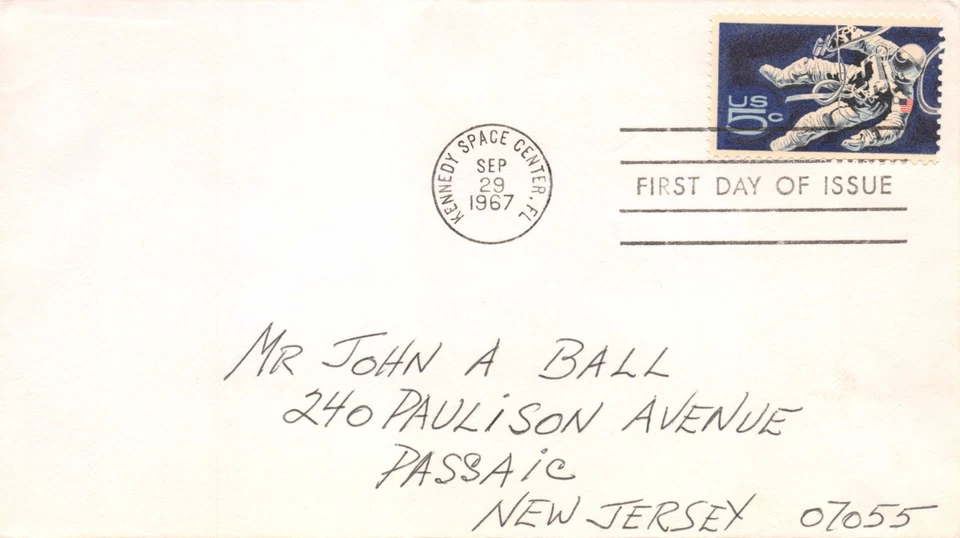 US
5c
KENNEDY SPACE CENTER, FL
SEP
29
1967
FIRST DAY OF ISSUE
MR JOHN A BALL
240 PAULiSON AVENUE
PASSAiC
NEW JERSEY 07055